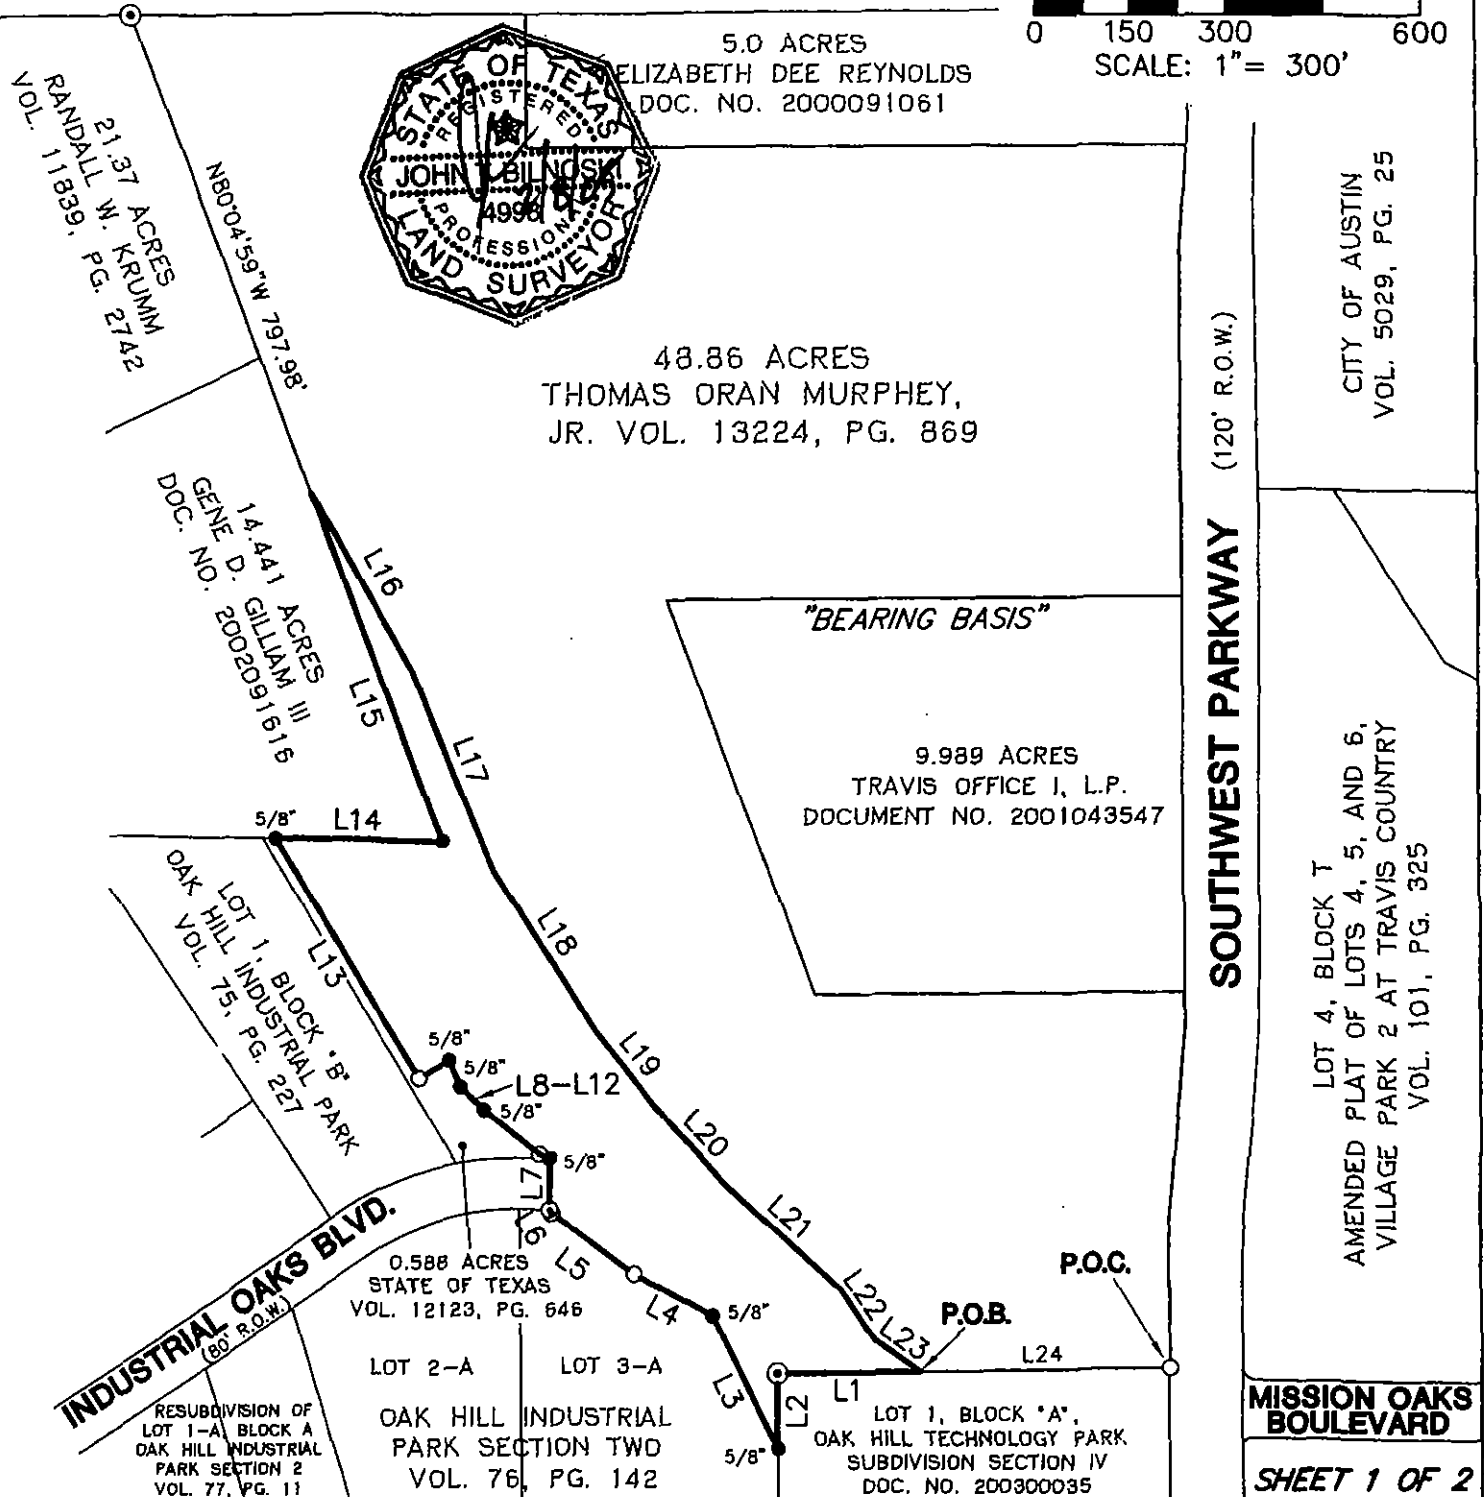 0 150 300 600
SCALE: 1"= 300'
5.0 ACRES
ELIZABETH DEE REYNOLDS
DOC. NO. 2000091061
STATE OF TEXAS
REGISTERED
JOHN T BILNOSKI
4998
PROFESSIONAL
LAND SURVEYOR
21.37 ACRES
RANDALL W. KRUMM
VOL. 11839, PG. 2742
N80°04'59"W 797.98'
48.86 ACRES
THOMAS ORAN MURPHEY,
JR. VOL. 13224, PG. 869
CITY OF AUSTIN
VOL. 5029, PG. 25
SOUTHWEST PARKWAY (120' R.O.W.)
14.441 ACRES
GENE D. GILLIAM III
DOC. NO. 2002091616
L16
L15
L17
"BEARING BASIS"
9.989 ACRES
TRAVIS OFFICE I, L.P.
DOCUMENT NO. 2001043547
5/8"
L14
LOT 1, BLOCK "B"
OAK HILL INDUSTRIAL PARK
VOL. 75, PG. 227
L13
L18
LOT 4, BLOCK T
AMENDED PLAT OF LOTS 4, 5, AND 6,
VILLAGE PARK 2 AT TRAVIS COUNTRY
VOL. 101, PG. 325
5/8"
5/8"
L8-L12
5/8"
L19
L20
5/8"
L7
L6
L5
L21
INDUSTRIAL OAKS BLVD.
(80' R.O.W.)
0.588 ACRES
STATE OF TEXAS
VOL. 12123, PG. 646
L4
5/8"
L22
L23
P.O.B.
P.O.C.
L24
L3
L2
L1
5/8"
LOT 2-A
LOT 3-A
OAK HILL INDUSTRIAL
PARK SECTION TWO
VOL. 76, PG. 142
RESUBDIVISION OF
LOT 1-A, BLOCK A
OAK HILL INDUSTRIAL
PARK SECTION 2
VOL. 77, PG. 11
LOT 1, BLOCK "A",
OAK HILL TECHNOLOGY PARK
SUBDIVISION SECTION IV
DOC. NO. 200300035
MISSION OAKS
BOULEVARD
SHEET 1 OF 2